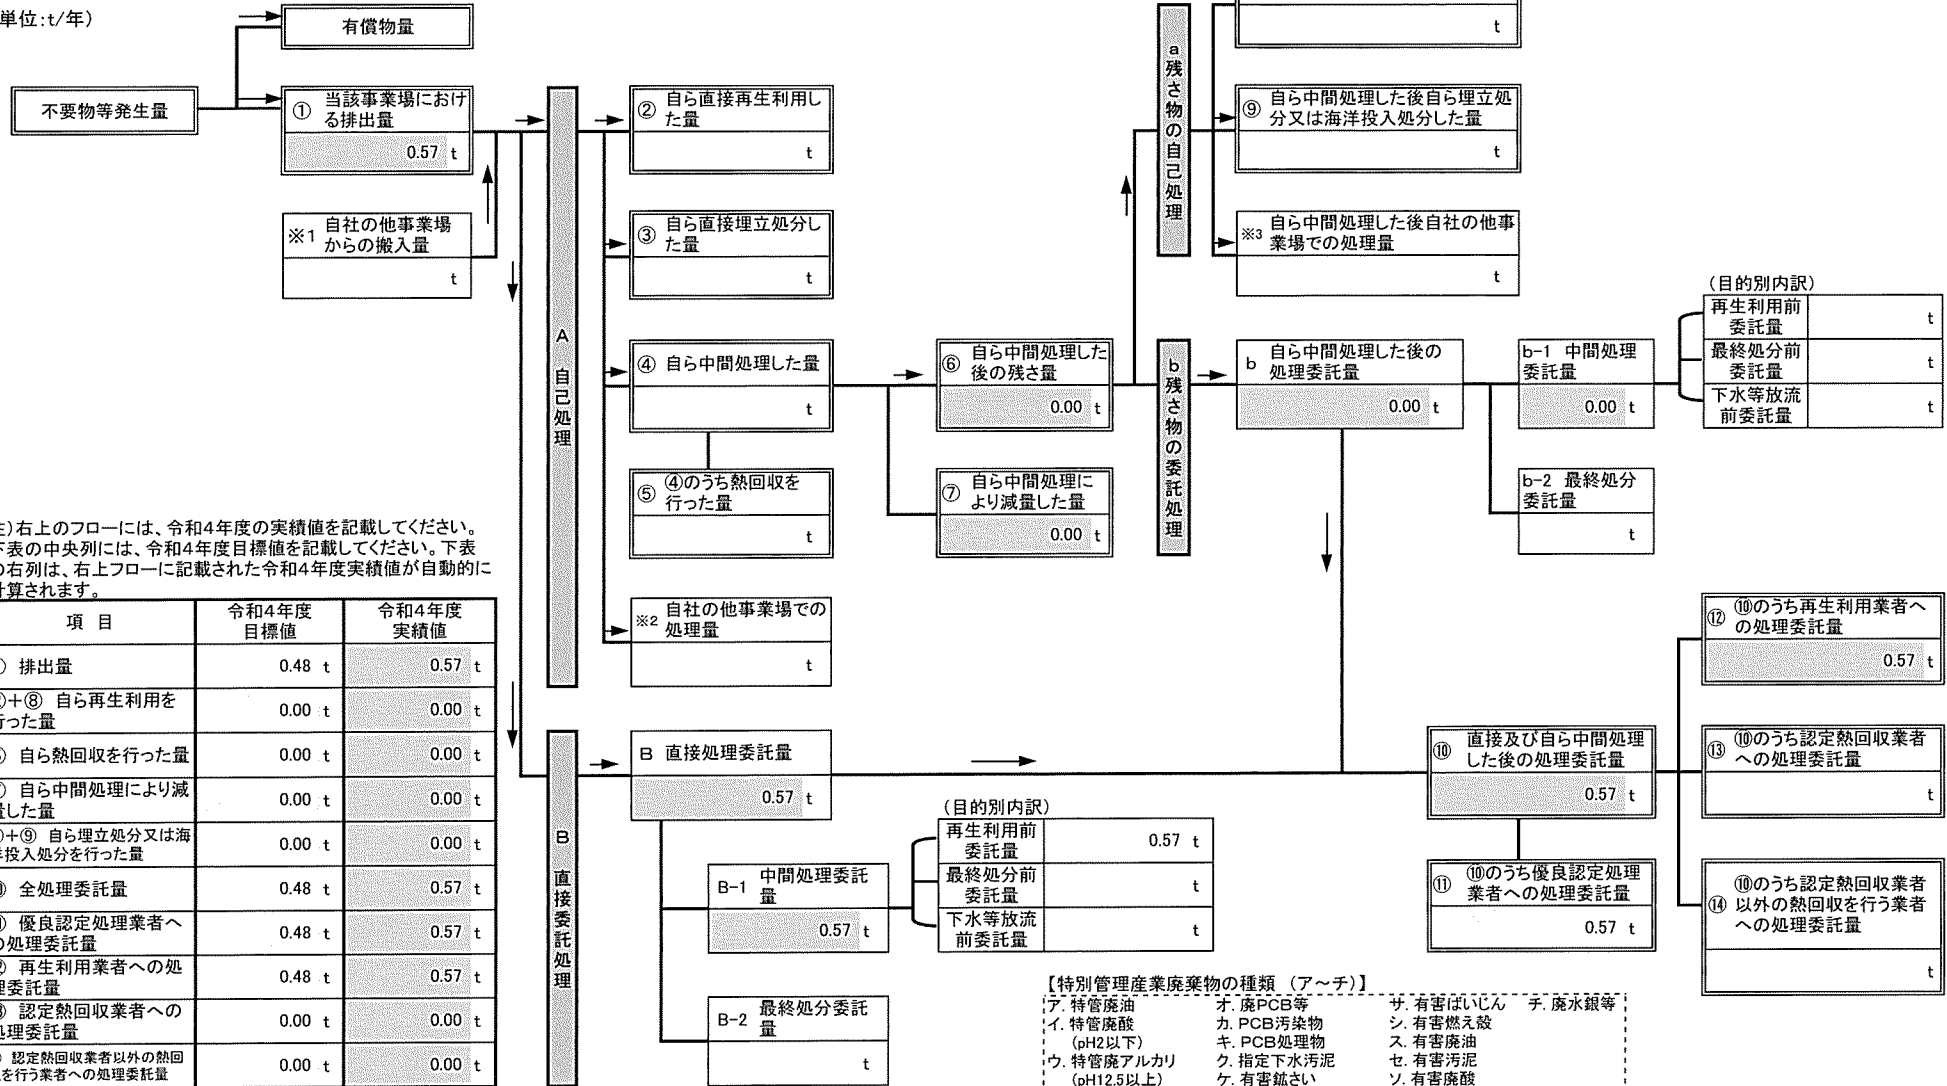 単位:t/年)
有償物量
不要物等発生量
① 当該事業場におけ
る排出量
0.57 t
※1 自社の他事業場
からの搬入量
t
A 自己処理
② 自ら直接再生利用し
た量
t
③ 自ら直接埋立処分し
た量
t
④ 自ら中間処理した量
t
⑤ ④のうち熱回収を
行った量
t
※2 自社の他事業場での
処理量
t
⑥ 自ら中間処理した
後の残さ量
0.00 t
⑦ 自ら中間処理に
より減量した量
0.00 t
a 残さ物の自己処理
t
⑨ 自ら中間処理した後自ら埋立処
分又は海洋投入処分した量
t
※3 自ら中間処理した後自社の他事
業場での処理量
t
b 残さ物の委託処理
b 自ら中間処理した後の
処理委託量
0.00 t
b-1 中間処理
委託量
0.00 t
(目的別内訳)
再生利用前
委託量 t
最終処分前
委託量 t
下水等放流
前委託量 t
b-2 最終処分
委託量
t
)右上のフローには、令和4年度の実績値を記載してください。
下表の中央列には、令和4年度目標値を記載してください。下表
の右列は、右上フローに記載された令和4年度実績値が自動的に
計算されます。
項 目 令和4年度
目標値 令和4年度
実績値
排出量 0.48 t 0.57 t
+⑧ 自ら再生利用を
行った量 0.00 t 0.00 t
自ら熱回収を行った量 0.00 t 0.00 t
自ら中間処理により減
量した量 0.00 t 0.00 t
+⑨ 自ら埋立処分又は海
洋投入処分を行った量 0.00 t 0.00 t
全処理委託量 0.48 t 0.57 t
優良認定処理業者へ
の処理委託量 0.48 t 0.57 t
再生利用業者への処
理委託量 0.48 t 0.57 t
認定熱回収業者への
処理委託量 0.00 t 0.00 t
認定熱回収業者以外の熱回
収を行う業者への処理委託量 0.00 t 0.00 t
B 直接委託処理
B 直接処理委託量
0.57 t
B-1 中間処理委託
量
0.57 t
(目的別内訳)
再生利用前
委託量 0.57 t
最終処分前
委託量 t
下水等放流
前委託量 t
B-2 最終処分委託
量
t
⑩ 直接及び自ら中間処理
した後の処理委託量
0.57 t
⑪ ⑩のうち優良認定処理
業者への処理委託量
0.57 t
⑫ ⑩のうち再生利用業者へ
の処理委託量
0.57 t
⑬ ⑩のうち認定熱回収業者
への処理委託量
t
⑭ ⑩のうち認定熱回収業者
以外の熱回収を行う業者
への処理委託量
t
【特別管理産業廃棄物の種類 (ア~チ)】
ア. 特管廃油 オ. 廃PCB等 サ. 有害ばいじん チ. 廃水銀等
イ. 特管廃酸 カ. PCB汚染物 シ. 有害燃え殻
(pH2以下) キ. PCB処理物 ス. 有害廃油
ウ. 特管廃アルカリ ク. 指定下水汚泥 セ. 有害汚泥
(pH12.5以上) ケ. 有害鉱さい ソ. 有害廃酸